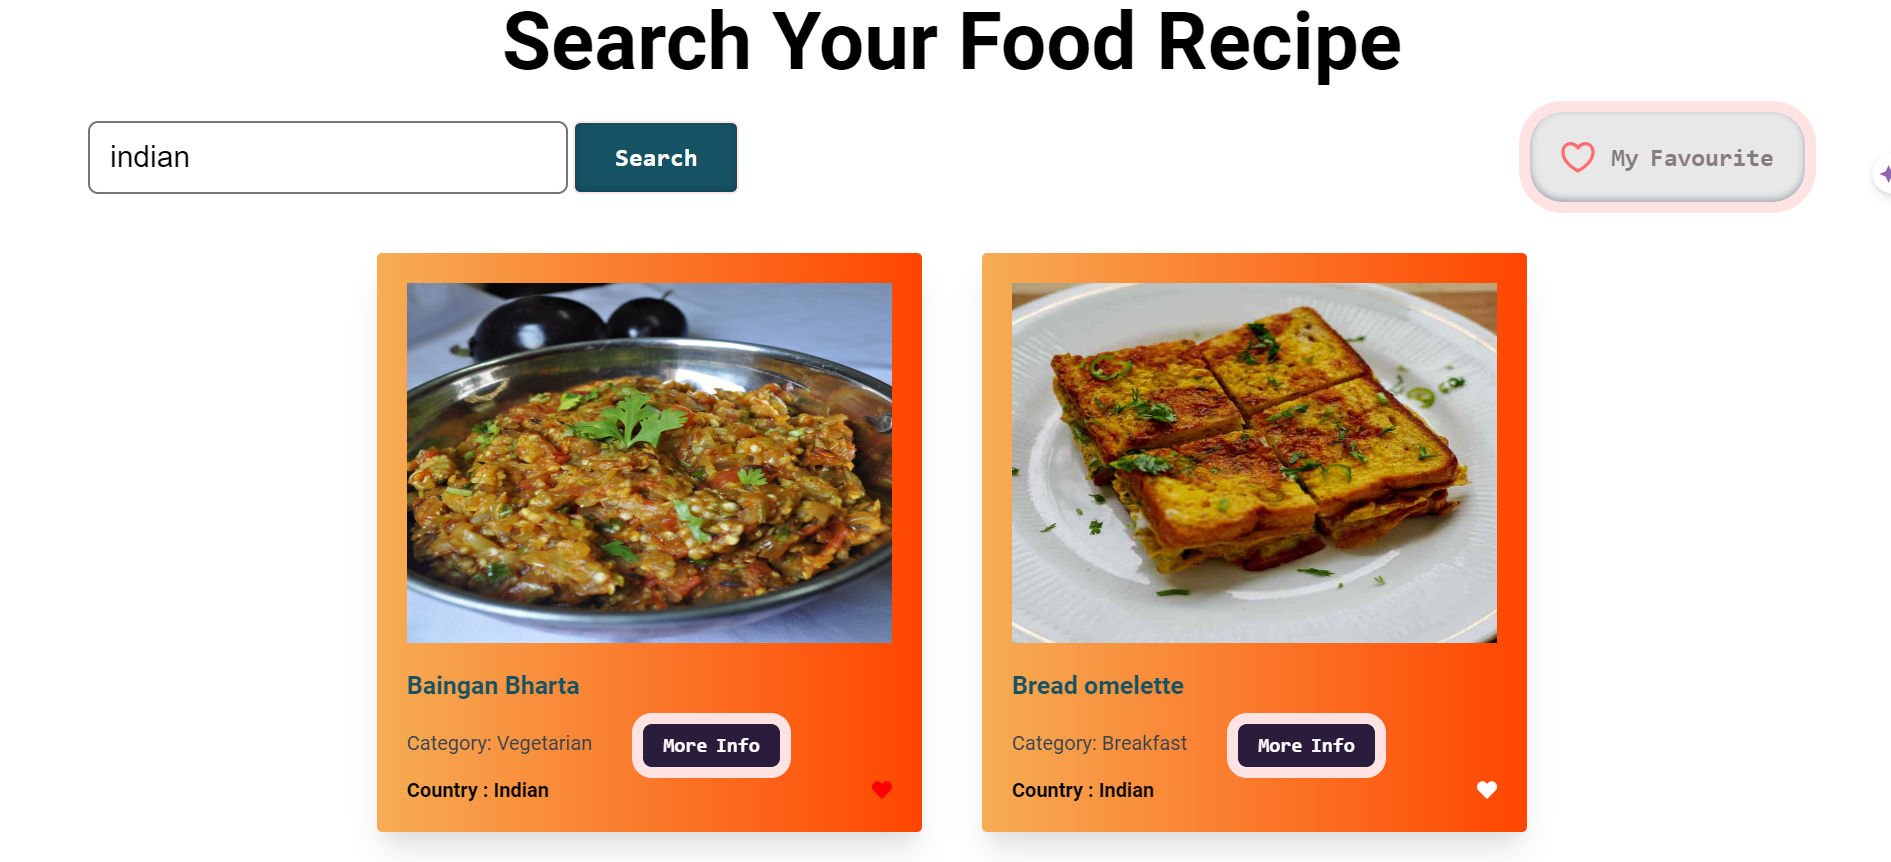 Search Your Food Recipe
indian
Search
My Favourite
Baingan Bharta
Category: Vegetarian
More Info
Country : Indian
Bread omelette
Category: Breakfast
More Info
Country : Indian